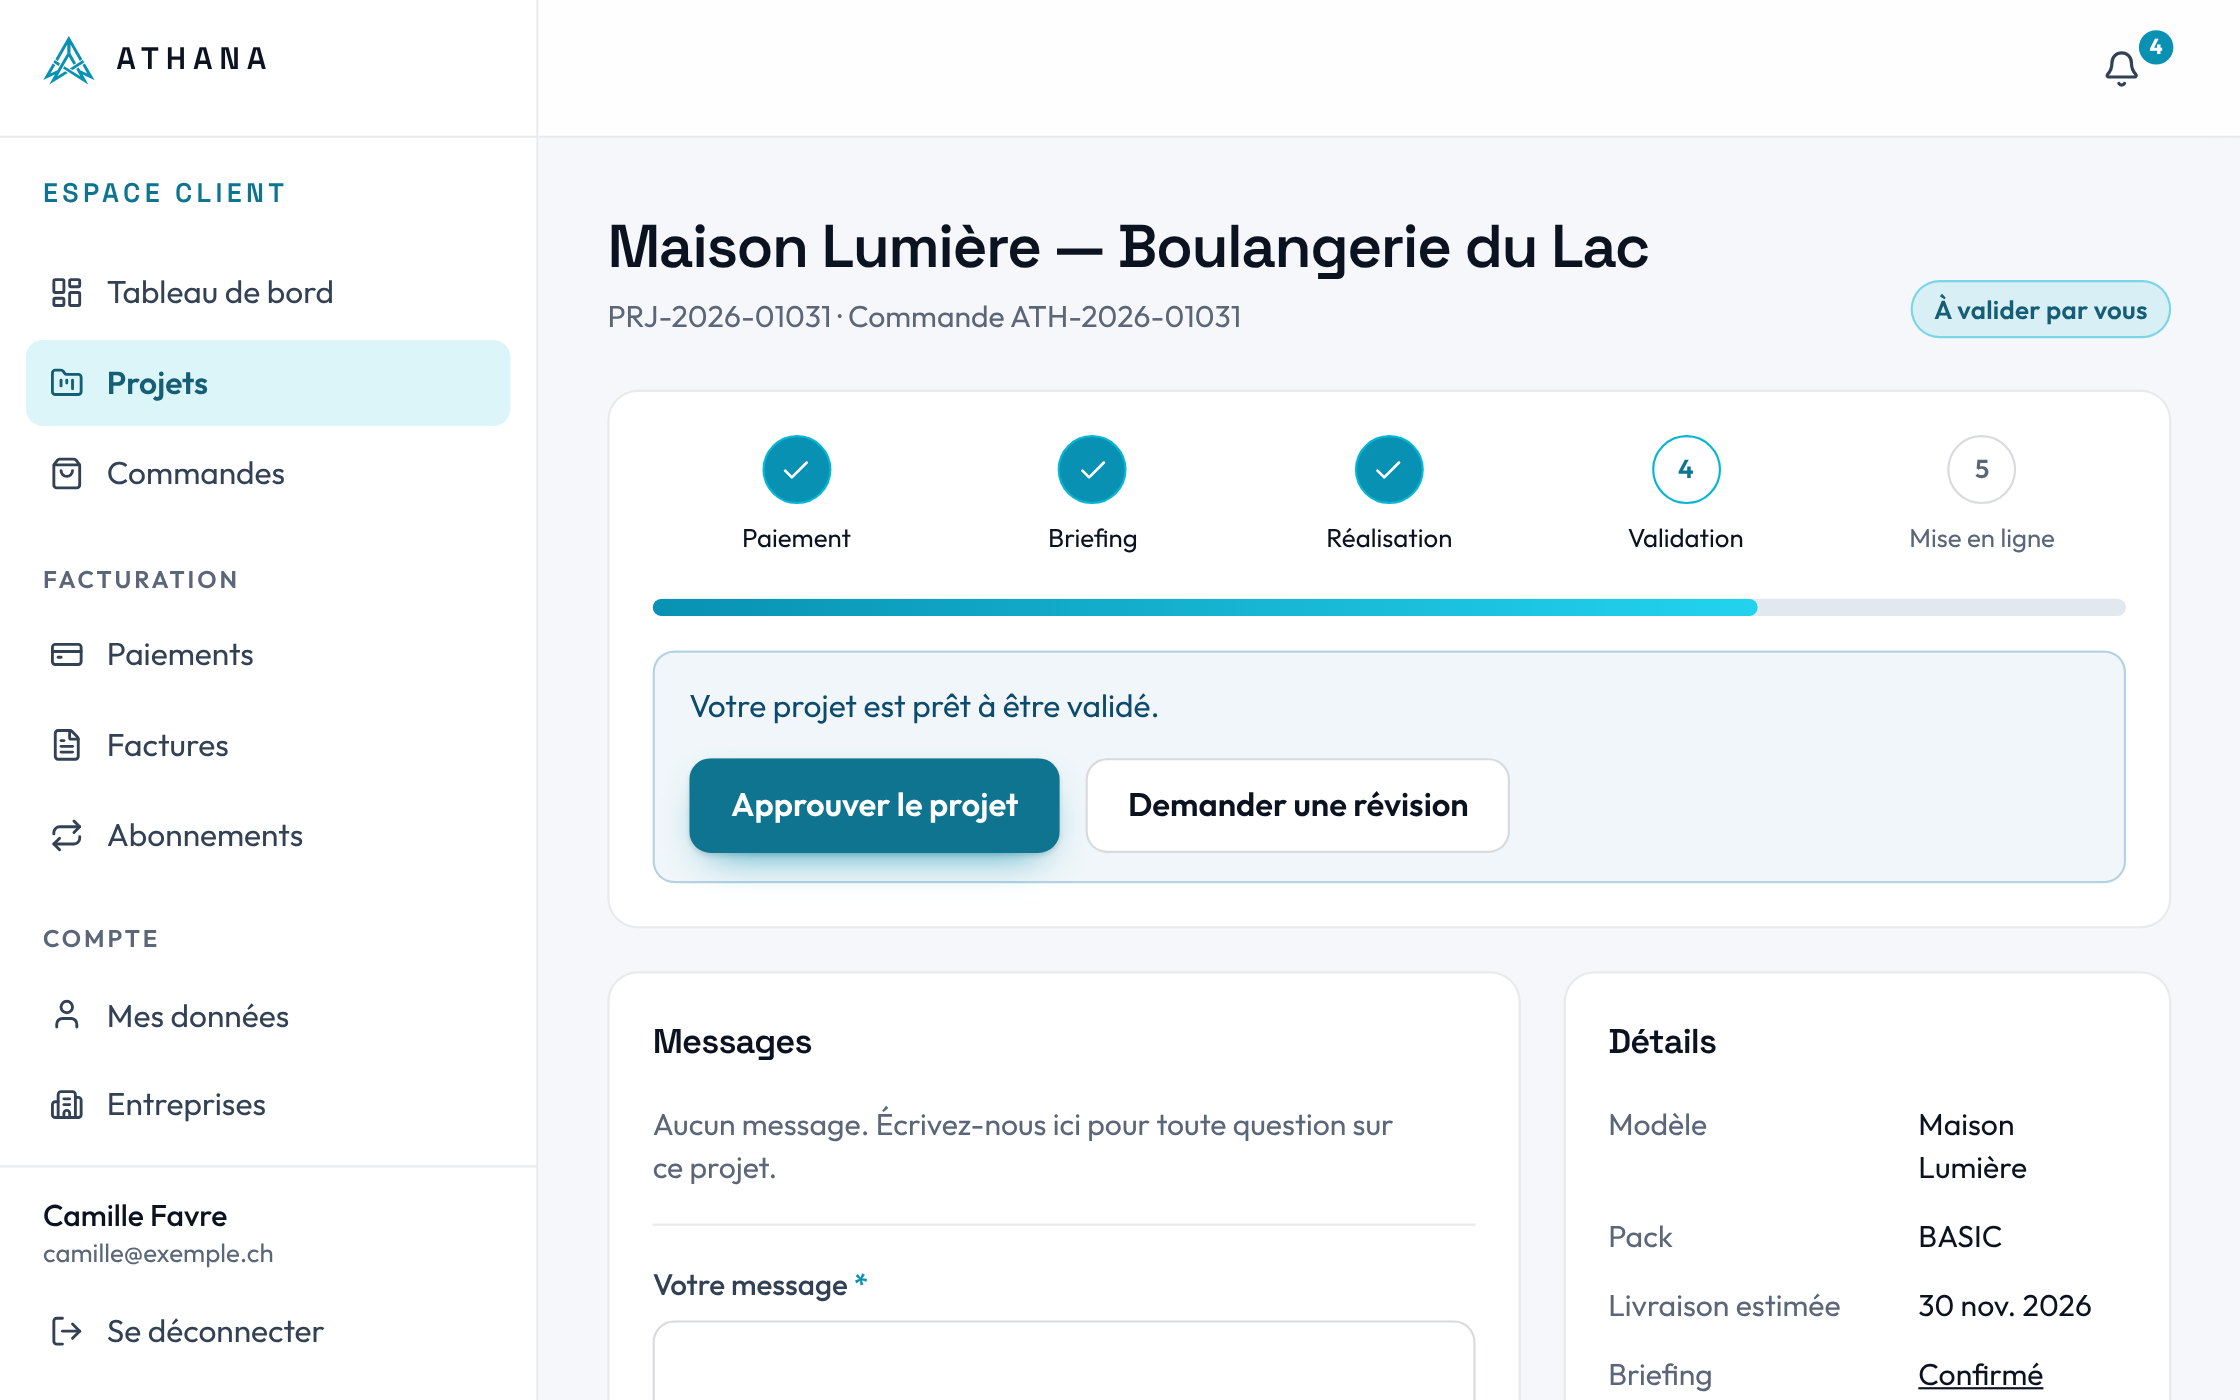 ATHANA
4
ESPACE CLIENT
Tableau de bord
Projets
Commandes
FACTURATION
Paiements
Factures
Abonnements
COMPTE
Mes données
Entreprises
Camille Favre
camille@exemple.ch
Se déconnecter
Maison Lumière — Boulangerie du Lac
PRJ-2026-01031 · Commande ATH-2026-01031
À valider par vous
4
5
Paiement
Briefing
Réalisation
Validation
Mise en ligne
Votre projet est prêt à être validé.
Approuver le projet
Demander une révision
Messages
Aucun message. Écrivez-nous ici pour toute question sur
ce projet.
Votre message *
Détails
Modèle
Maison
Lumière
Pack
BASIC
Livraison estimée
30 nov. 2026
Briefing
Confirmé